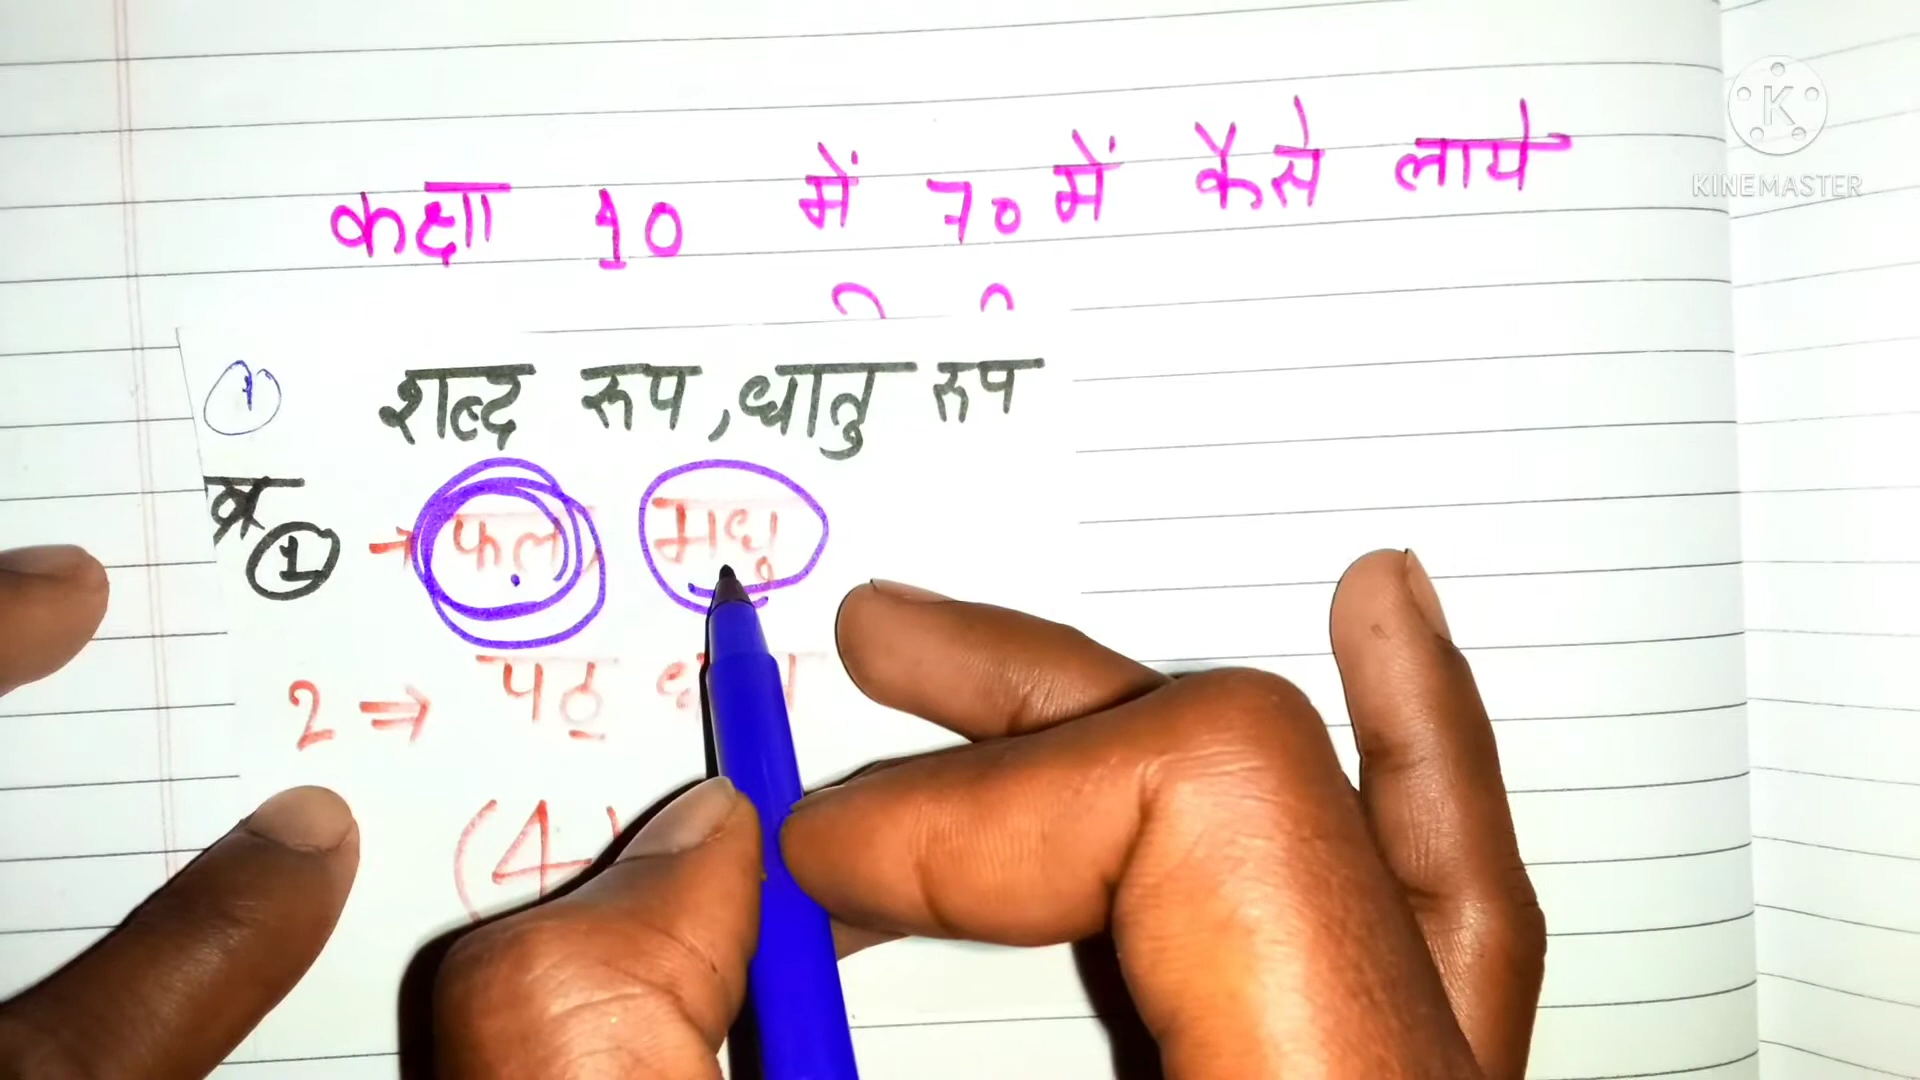 कक्षा 10 में 70 में कैसे लाये
K
KINEMASTER
1 शब्द रूप, धातु रूप
1 → फल, मधु
2 ⇒ पठ्
(4)